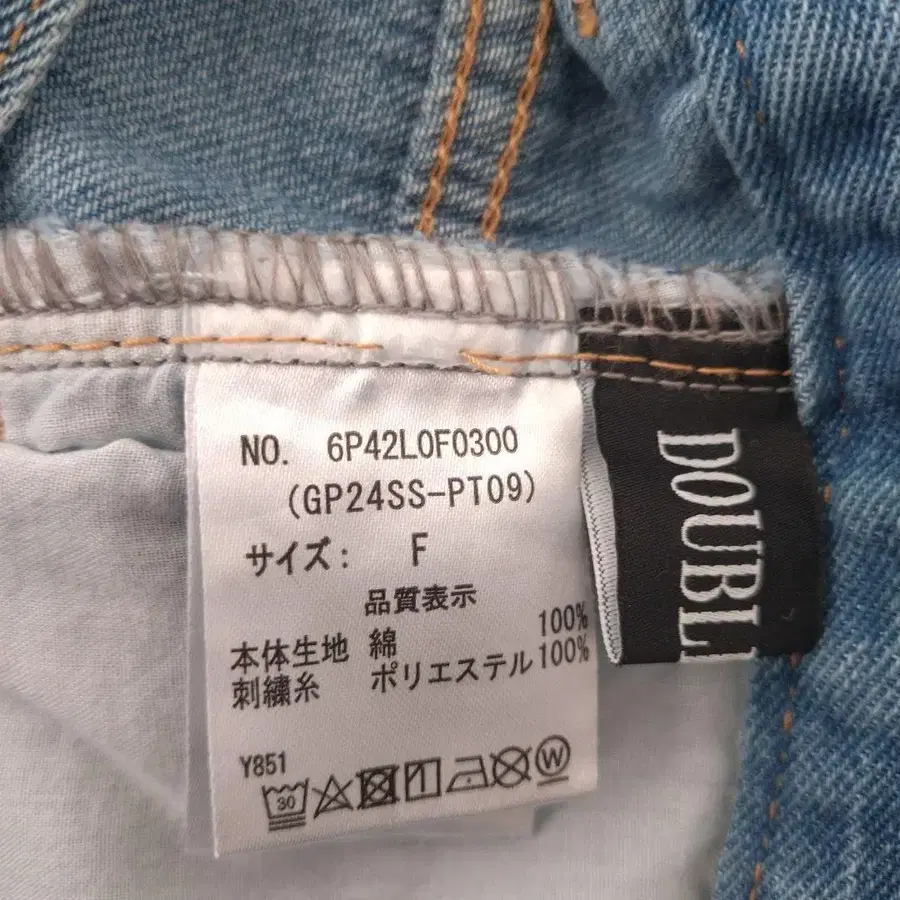 NO. 6P42L0F0300
(GP24SS-PT09)
サイズ: F
品質表示
本体生地 綿 100%
刺繍糸 ポリエステル 100%
Y851
30
W
DOUBL